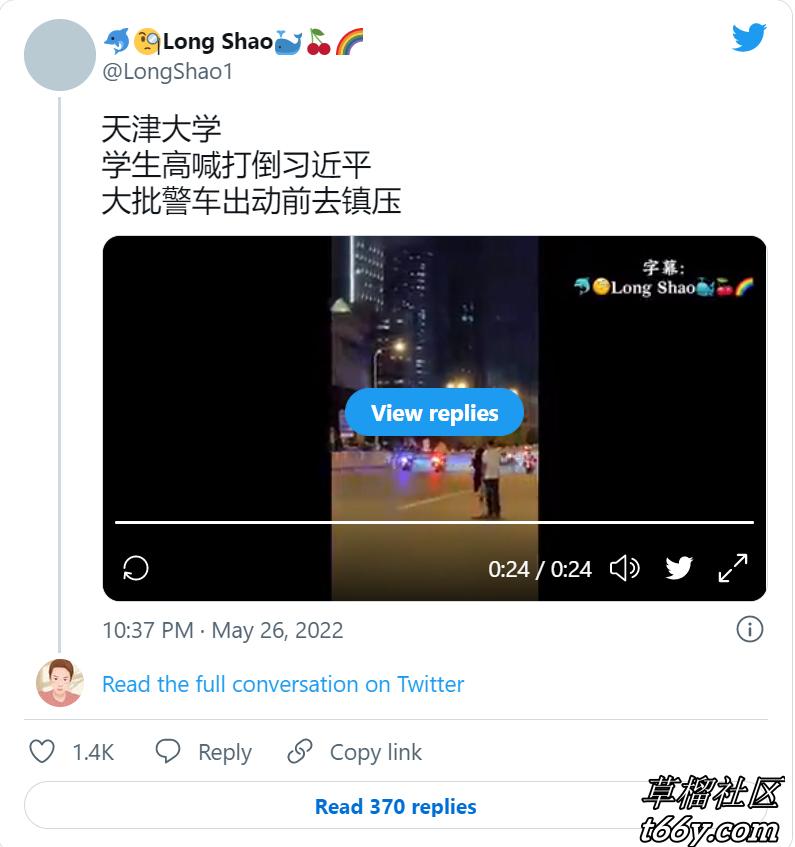 🐬🧐Long Shao🐳🍒🌈
@LongShao1
天津大学
学生高喊打倒习近平
大批警车出动前去镇压
字幕:
🐬🧐Long Shao🐳🍒🌈
View replies
0:24 / 0:24
10:37 PM · May 26, 2022
Read the full conversation on Twitter
1.4K Reply Copy link
Read 370 replies
草榴社区
t66y.com